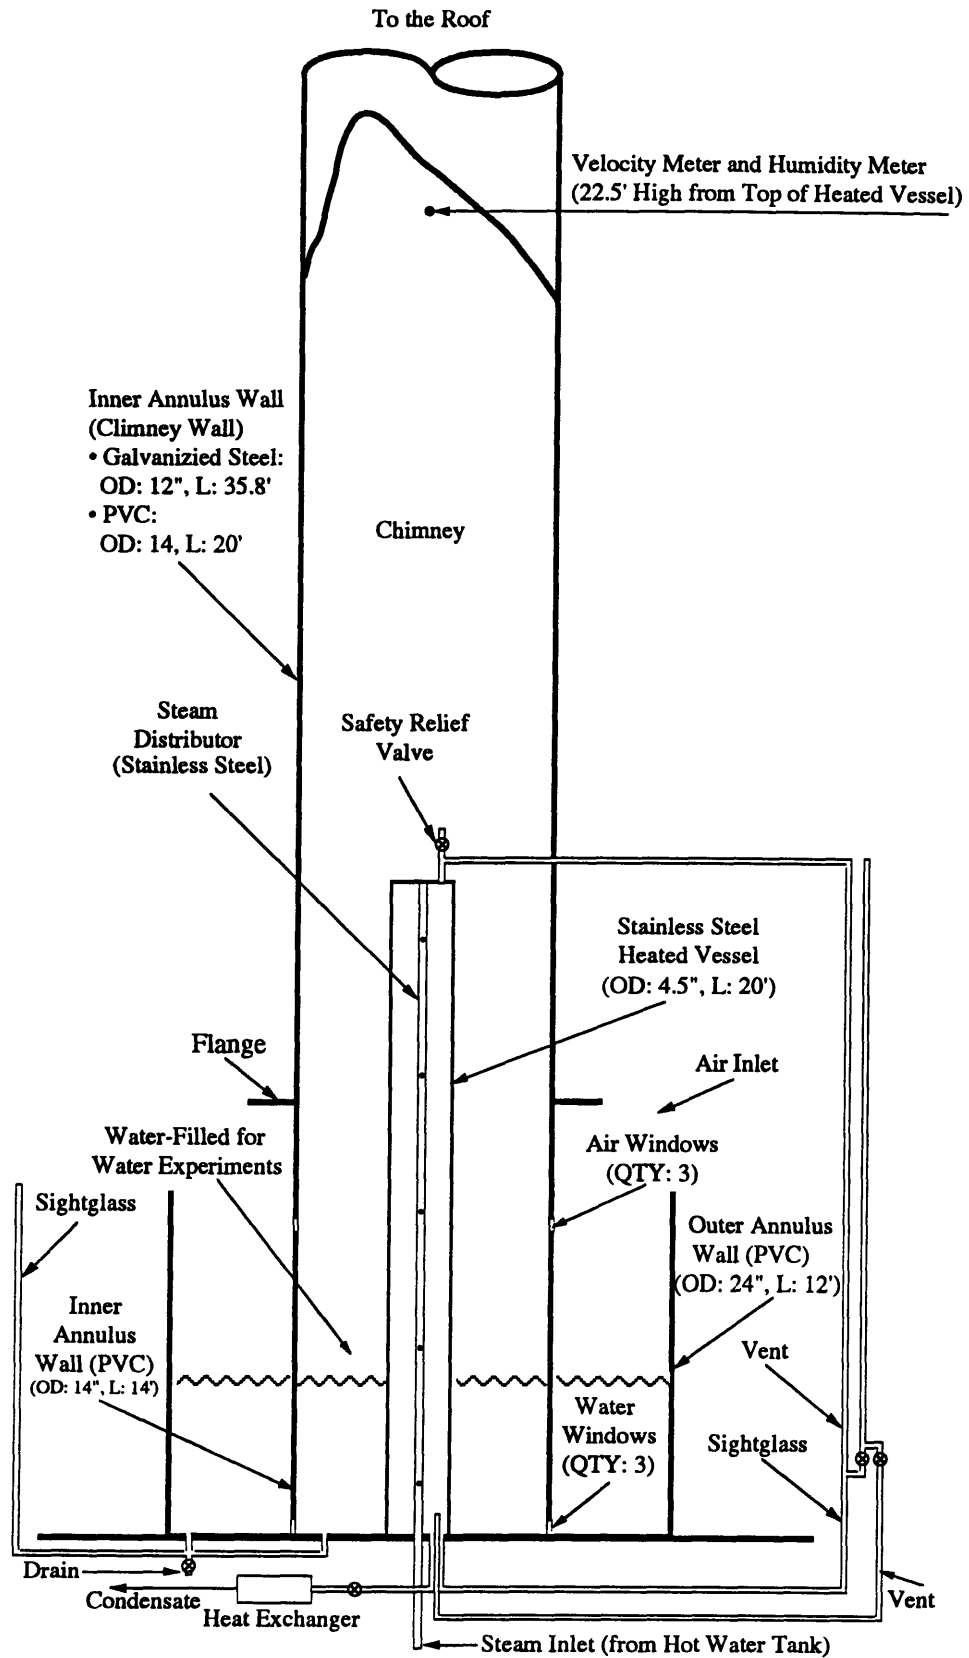 To the Roof
Velocity Meter and Humidity Meter
(22.5' High from Top of Heated Vessel)
Inner Annulus Wall
(Climney Wall)
• Galvanizied Steel:
OD: 12", L: 35.8'
• PVC:
OD: 14, L: 20'
Chimney
Steam
Distributor
(Stainless Steel)
Safety Relief
Valve
Stainless Steel
Heated Vessel
(OD: 4.5", L: 20')
Flange
Air Inlet
Water-Filled for
Water Experiments
Air Windows
(QTY: 3)
Sightglass
Outer Annulus
Wall (PVC)
(OD: 24", L: 12')
Inner
Annulus
Wall (PVC)
(OD: 14", L: 14')
Vent
Water
Windows
(QTY: 3)
Sightglass
Drain
Condensate
Heat Exchanger
Vent
Steam Inlet (from Hot Water Tank)